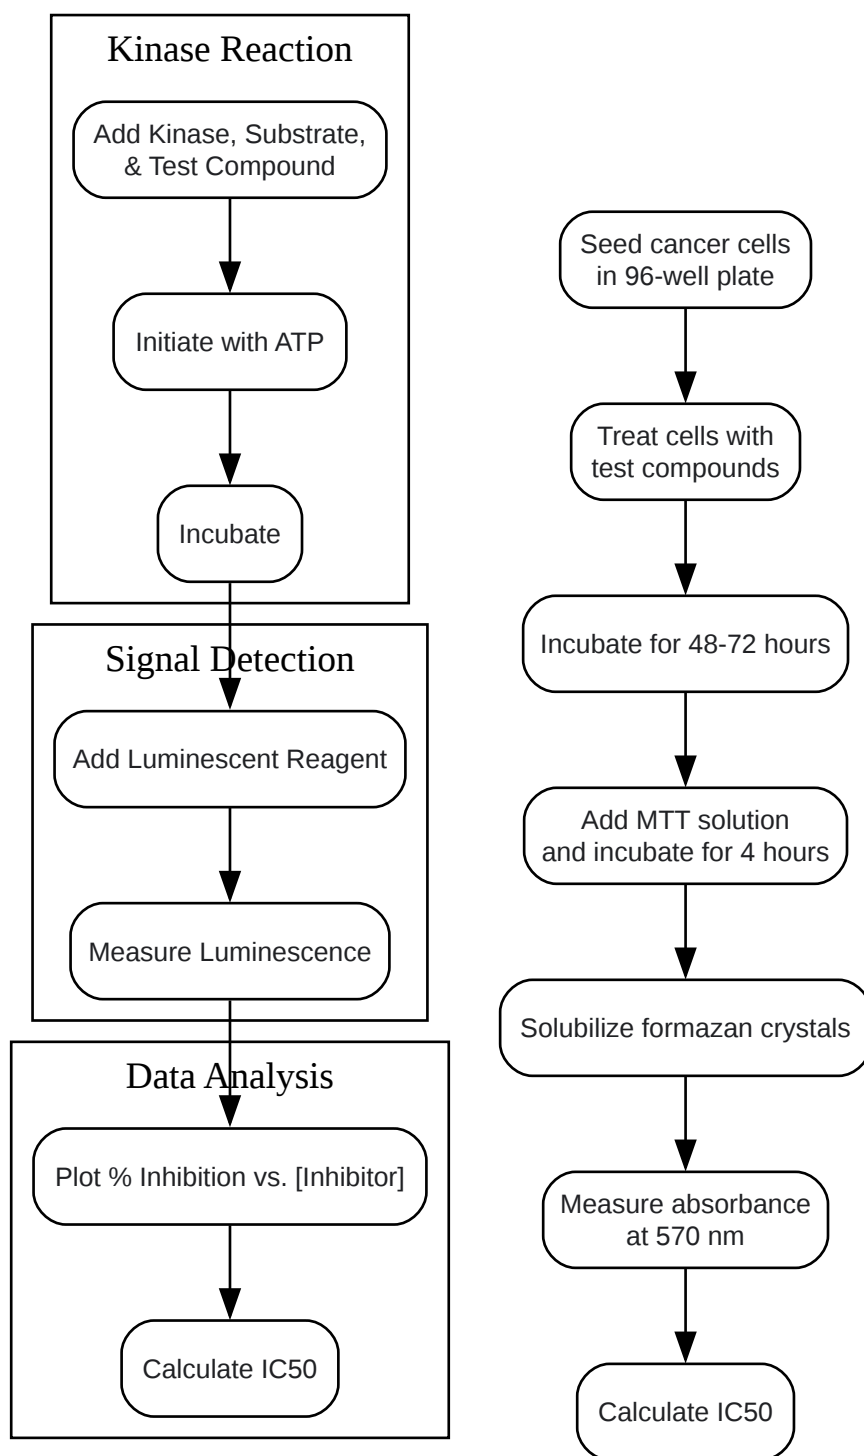 Kinase Reaction
Add Kinase, Substrate,
& Test Compound
Initiate with ATP
Incubate
Signal Detection
Add Luminescent Reagent
Measure Luminescence
Data Analysis
Plot % Inhibition vs. [Inhibitor]
Calculate IC50
Seed cancer cells
in 96-well plate
Treat cells with
test compounds
Incubate for 48-72 hours
Add MTT solution
and incubate for 4 hours
Solubilize formazan crystals
Measure absorbance
at 570 nm
Calculate IC50